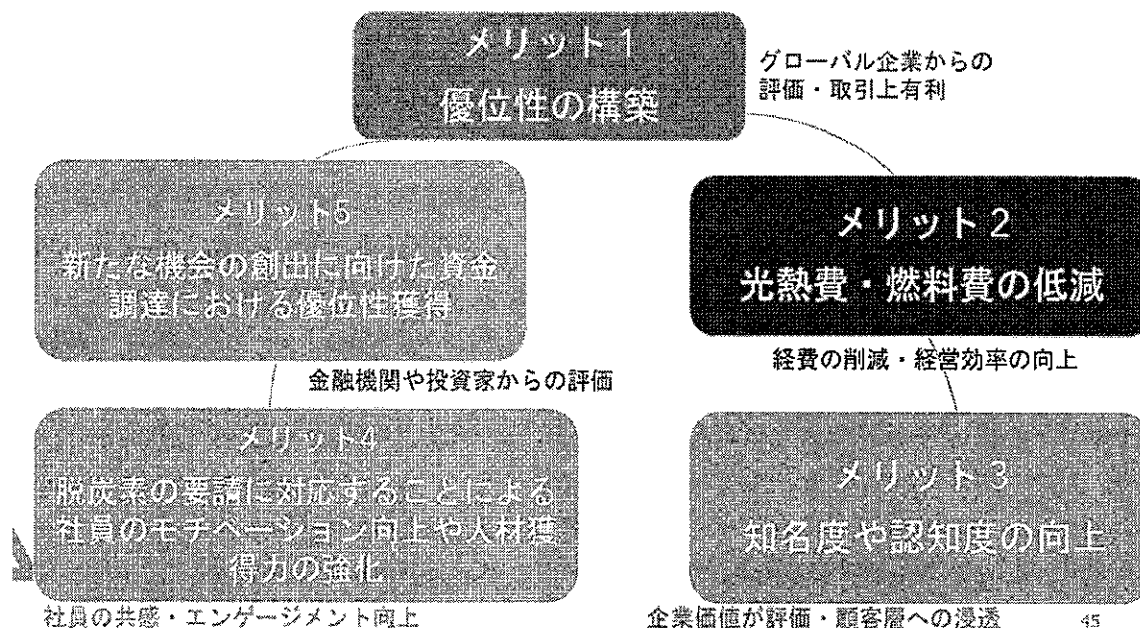 メリット1
優位性の構築
グローバル企業からの
評価・取引上有利
メリット2
光熱費・燃料費の低減
経費の削減・経営効率の向上
メリット3
知名度や認知度の向上
企業価値が評価・顧客層への浸透
メリット4
脱炭素の要請に対応することによる
社員のモチベーション向上や人材獲
得力の強化
社員の共感・エンゲージメント向上
メリット5
新たな機会の創出に向けた資金
調達における優位性獲得
金融機関や投資家からの評価
45